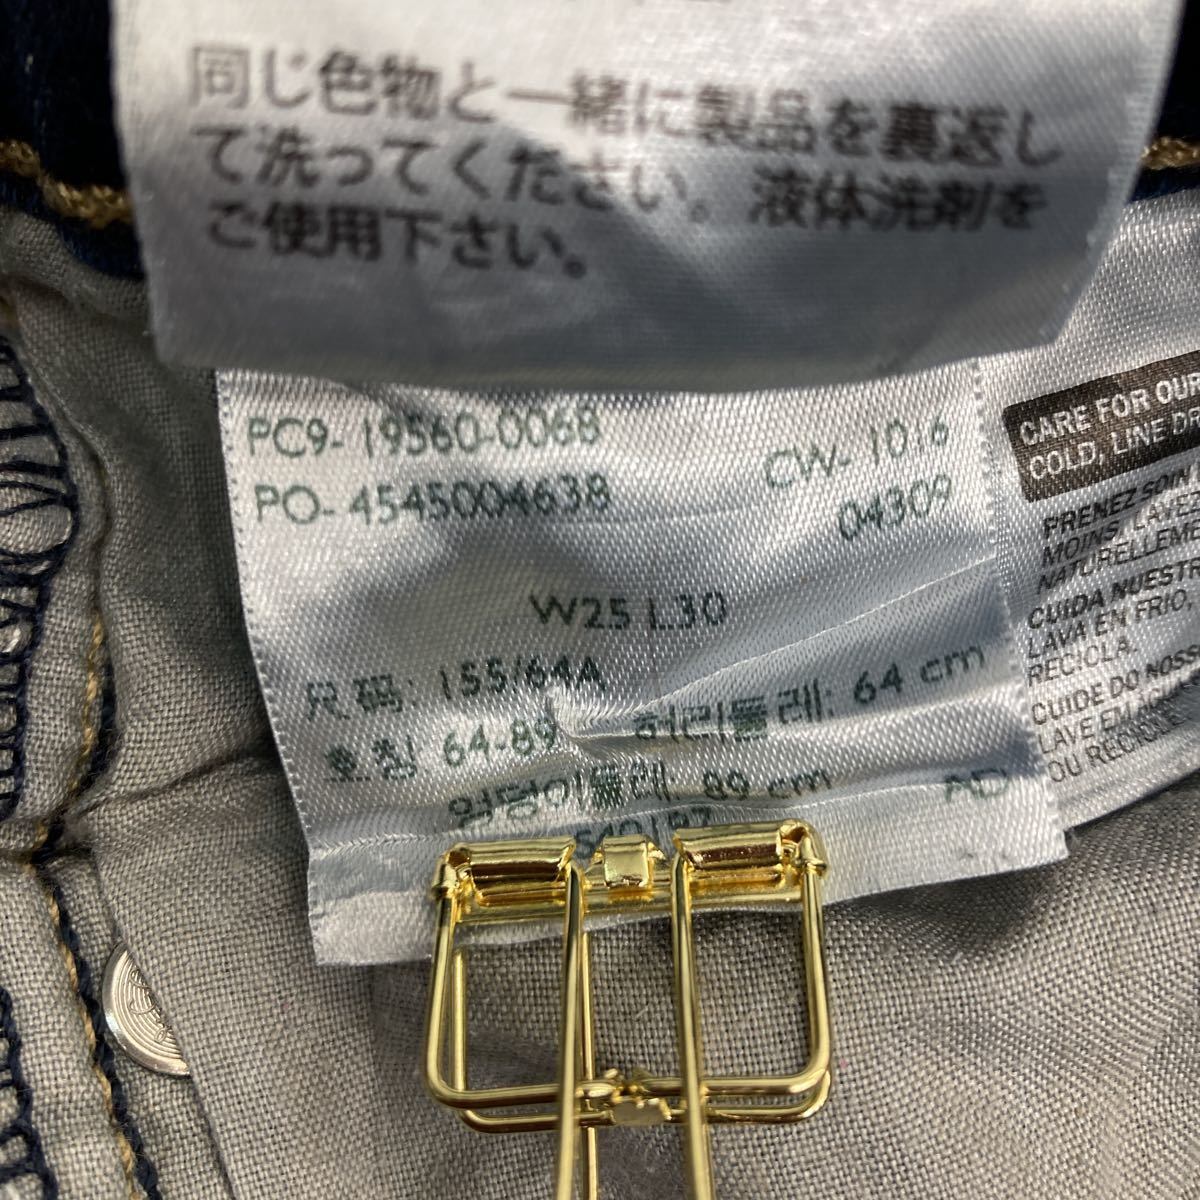 同じ色物と一緒に製品を裏返し
て洗ってください。液体洗剤を
ご使用下さい。
PC9-19560-0068
CW-1016
PO-4545004638
04309
W25 L30
尺码: 155/64A
호칭 64-89 허리둘레: 64 cm
엉덩이둘레: 89 cm AD
CARE FOR OUR
COLD, LINE
PRENEZ SOIN
MOINS, LAVEZ
NATURELLEME
CUIDA NUESTR
LAVA EN FRIO,
RECICLA.
CUIDE DO NOSSO
LAVE EM
OU RECICLE.